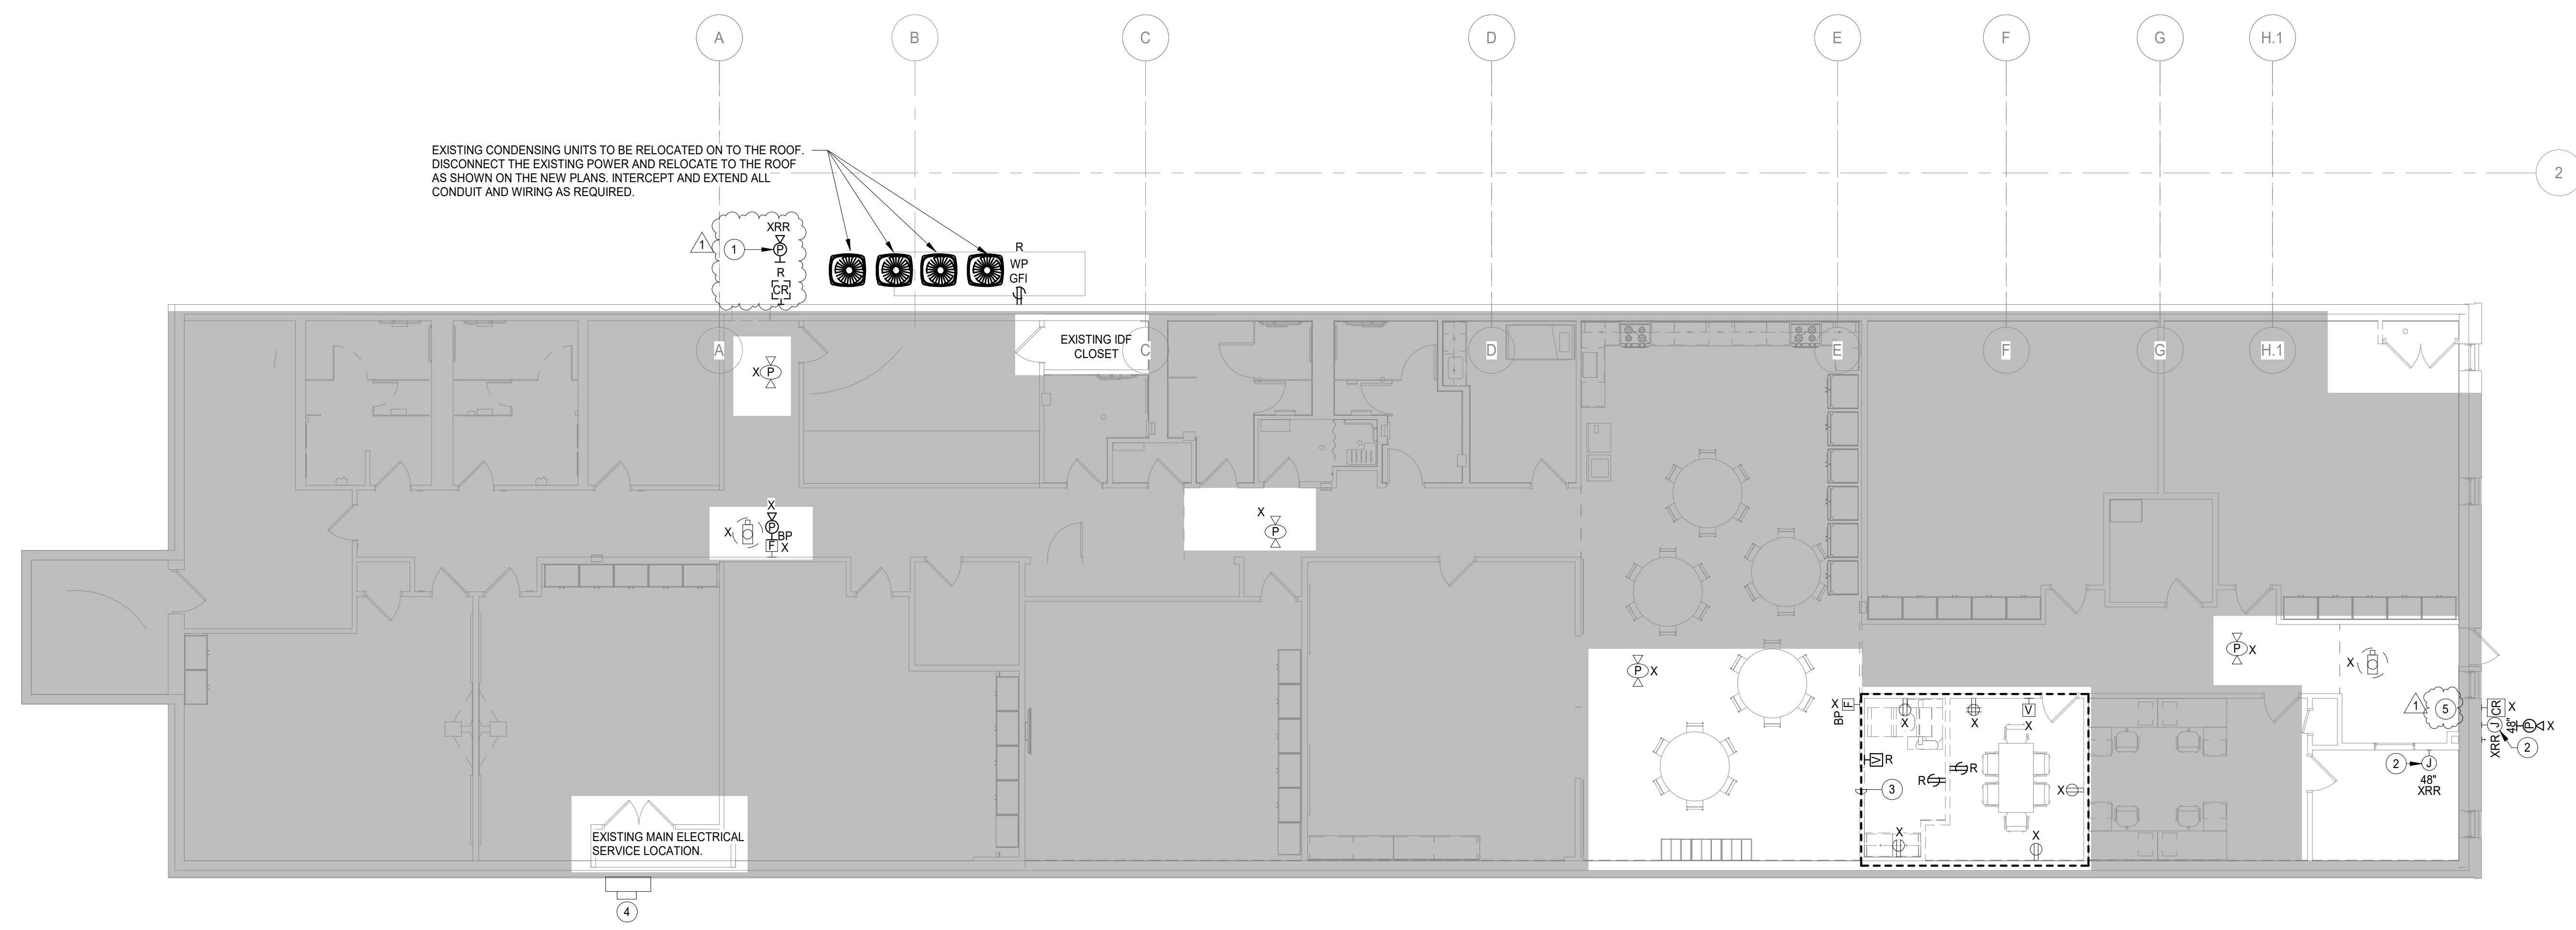 A
B
C
D
E
F
G
H.1
2
EXISTING CONDENSING UNITS TO BE RELOCATED ON TO THE ROOF.
DISCONNECT THE EXISTING POWER AND RELOCATE TO THE ROOF
AS SHOWN ON THE NEW PLANS. INTERCEPT AND EXTEND ALL
CONDUIT AND WIRING AS REQUIRED.
XRR
1
1
P
R
CR
R
WP
GFI
EXISTING IDF
CLOSET
A
C
D
E
F
G
H.1
X
P
X
X
P
BP
F
X
X
P
P
X
P
X
X
X
BP
F
X
X
V
X
V
R
R
R
3
X
X
X
1
5
CR
X
J
48"
P
X
XRR
2
2
J
48"
XRR
EXISTING MAIN ELECTRICAL
SERVICE LOCATION.
4